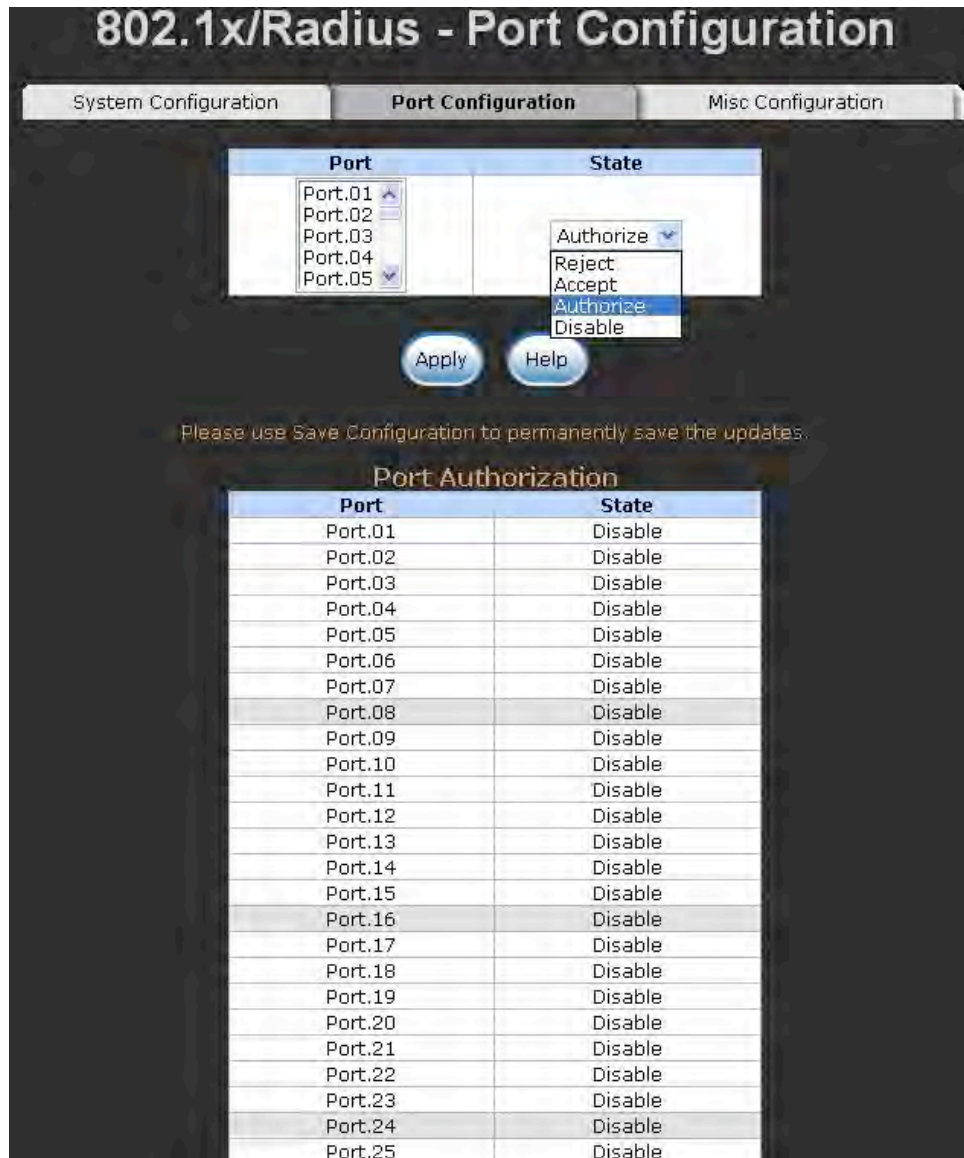 802.1x/Radius - Port Configuration
System Configuration Port Configuration Misc Configuration
Port State
Port.01
Port.02
Port.03
Port.04
Port.05
Authorize
Reject
Accept
Authorize
Disable
Apply Help
Please use Save Configuration to permanently save the updates.
Port Authorization
Port State
Port.01 Disable
Port.02 Disable
Port.03 Disable
Port.04 Disable
Port.05 Disable
Port.06 Disable
Port.07 Disable
Port.08 Disable
Port.09 Disable
Port.10 Disable
Port.11 Disable
Port.12 Disable
Port.13 Disable
Port.14 Disable
Port.15 Disable
Port.16 Disable
Port.17 Disable
Port.18 Disable
Port.19 Disable
Port.20 Disable
Port.21 Disable
Port.22 Disable
Port.23 Disable
Port.24 Disable
Port.25 Disable